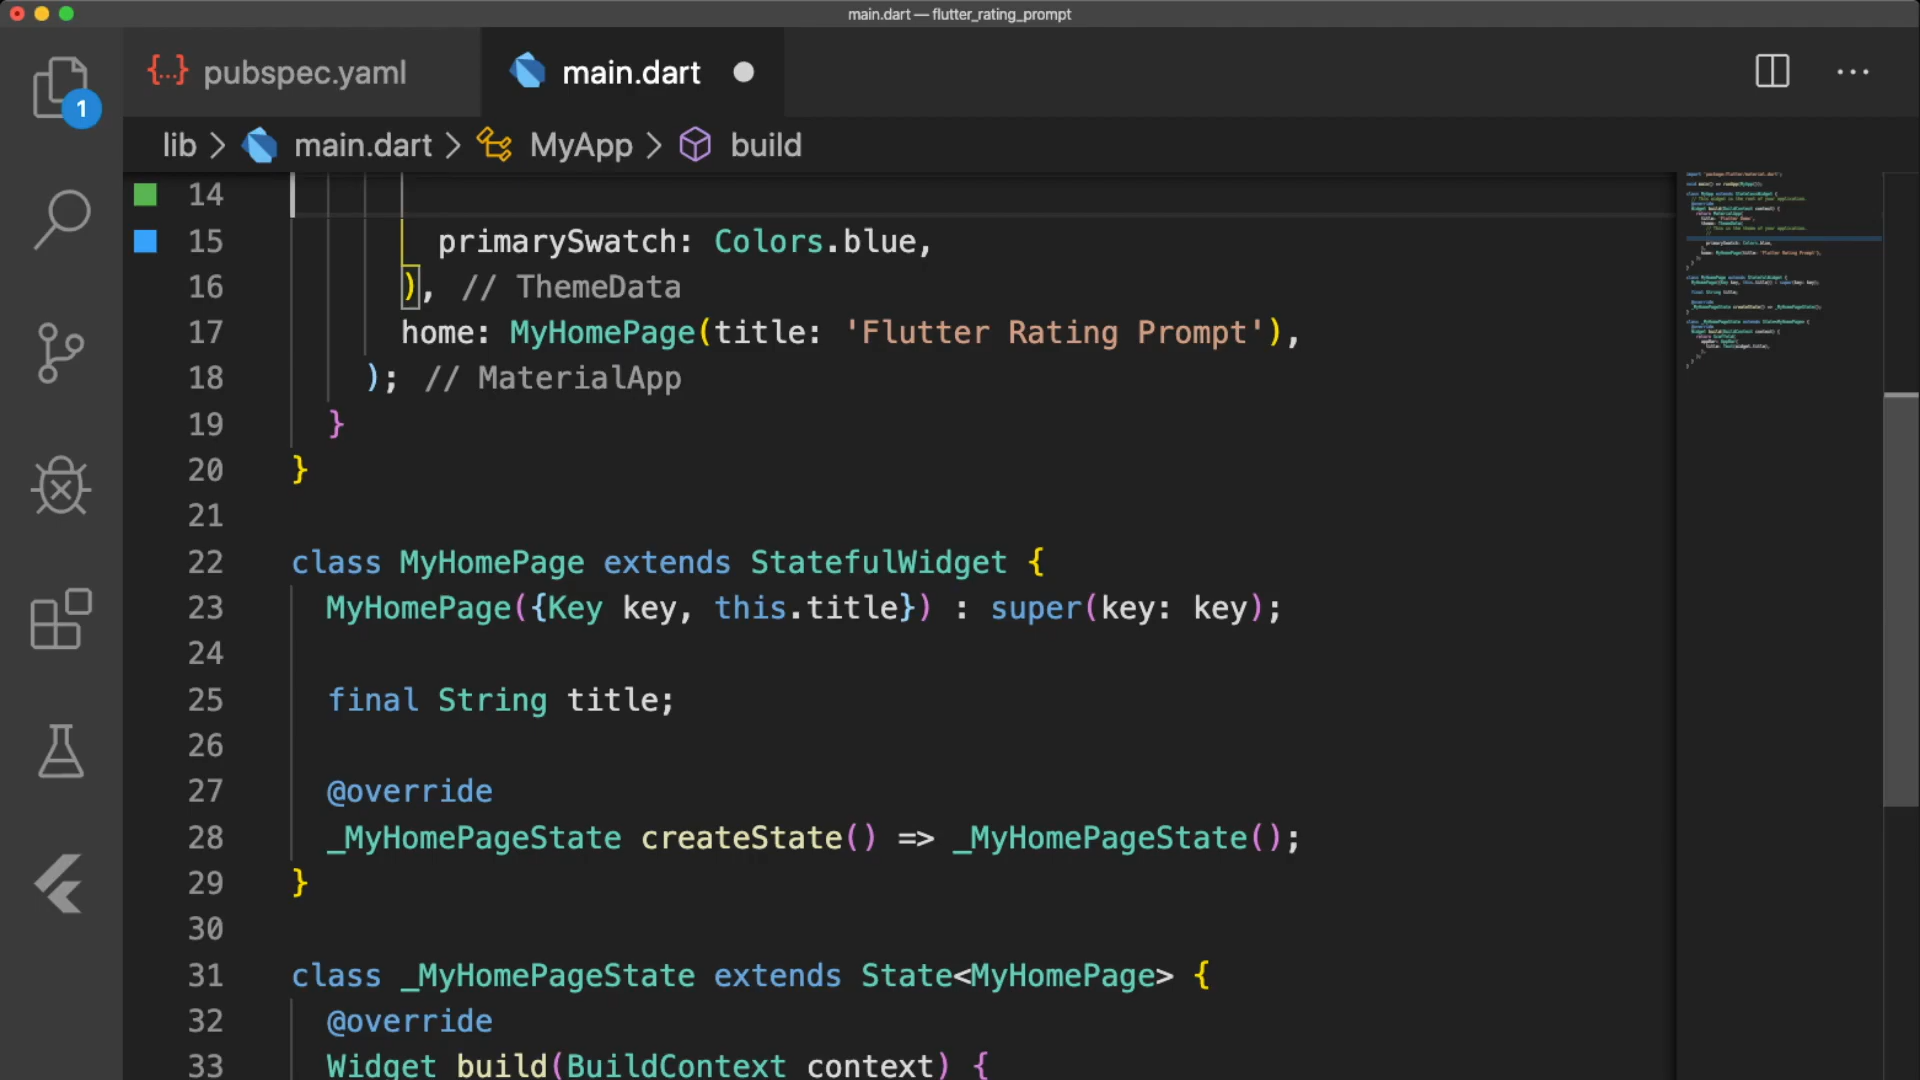 main.dart — flutter_rating_prompt
{...} pubspec.yaml
main.dart
1
lib > main.dart > MyApp > build
14
15 primarySwatch: Colors.blue,
16 ), // ThemeData
17 home: MyHomePage(title: 'Flutter Rating Prompt'),
18 ); // MaterialApp
19 }
20 }
21
22 class MyHomePage extends StatefulWidget {
23 MyHomePage({Key key, this.title}) : super(key: key);
24
25 final String title;
26
27 @override
28 _MyHomePageState createState() => _MyHomePageState();
29 }
30
31 class _MyHomePageState extends State<MyHomePage> {
32 @override
33 Widget build(BuildContext context) {